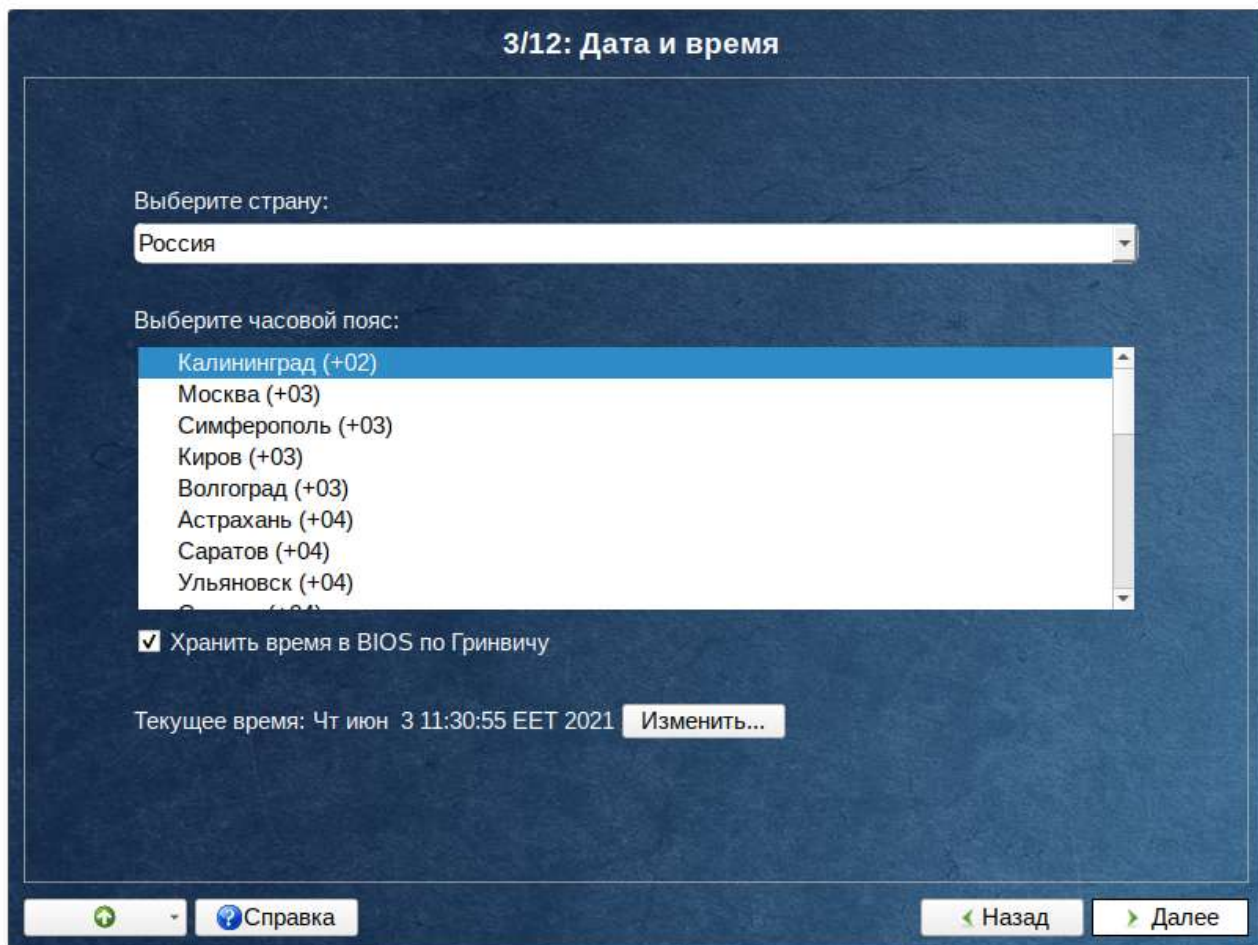 3/12: Дата и время
Выберите страну:
Россия
Выберите часовой пояс:
Калининград (+02)
Москва (+03)
Симферополь (+03)
Киров (+03)
Волгоград (+03)
Астрахань (+04)
Саратов (+04)
Ульяновск (+04)
Хранить время в BIOS по Гринвичу
Текущее время: Чт июн  3 11:30:55 EET 2021 Изменить...
Справка Назад Далее